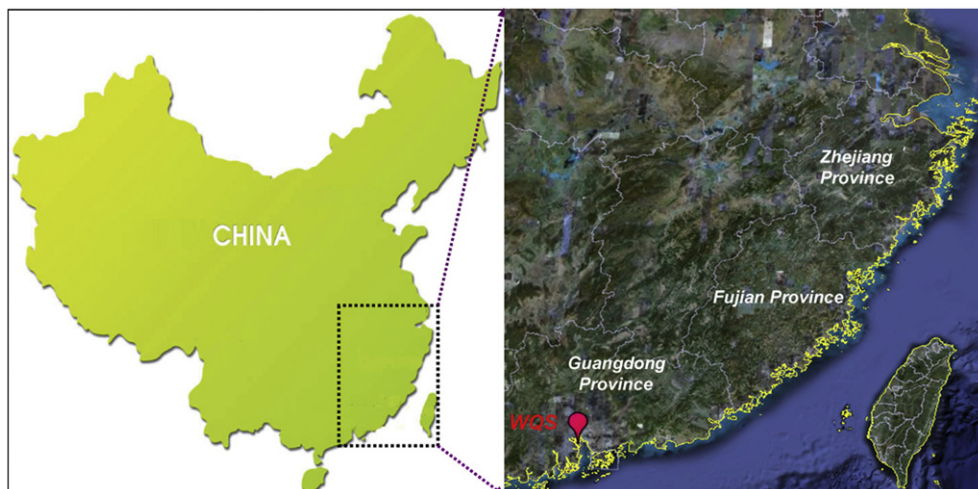 CHINA
Zhejiang
Province
Fujian Province
Guangdong
Province
WQS